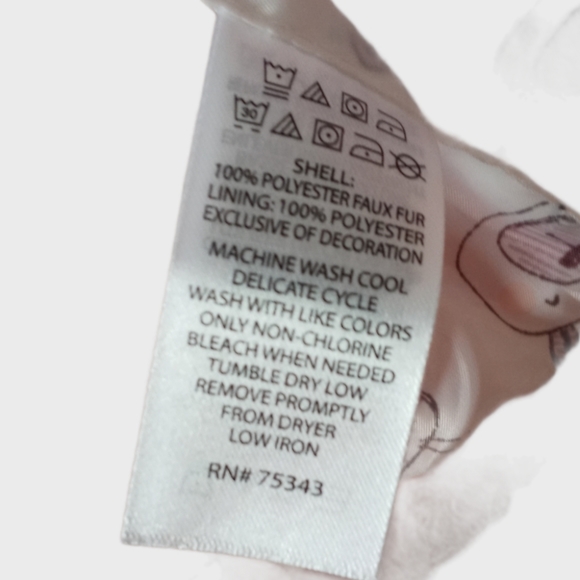 30
SHELL:
100% POLYESTER FAUX FUR
LINING: 100% POLYESTER
EXCLUSIVE OF DECORATION
MACHINE WASH COOL
DELICATE CYCLE
WASH WITH LIKE COLORS
ONLY NON-CHLORINE
BLEACH WHEN NEEDED
TUMBLE DRY LOW
REMOVE PROMPTLY
FROM DRYER
LOW IRON
RN# 75343